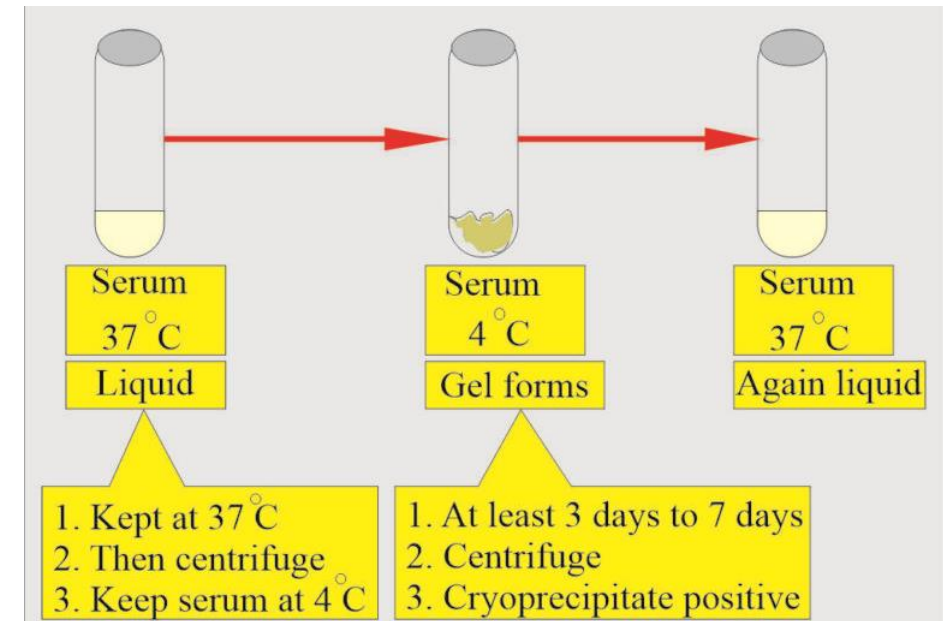 Serum
37 °C
Liquid
1. Kept at 37 °C
2. Then centrifuge
3. Keep serum at 4 °C
Serum
4 °C
Gel forms
1. At least 3 days to 7 days
2. Centrifuge
3. Cryoprecipitate positive
Serum
37 °C
Again liquid